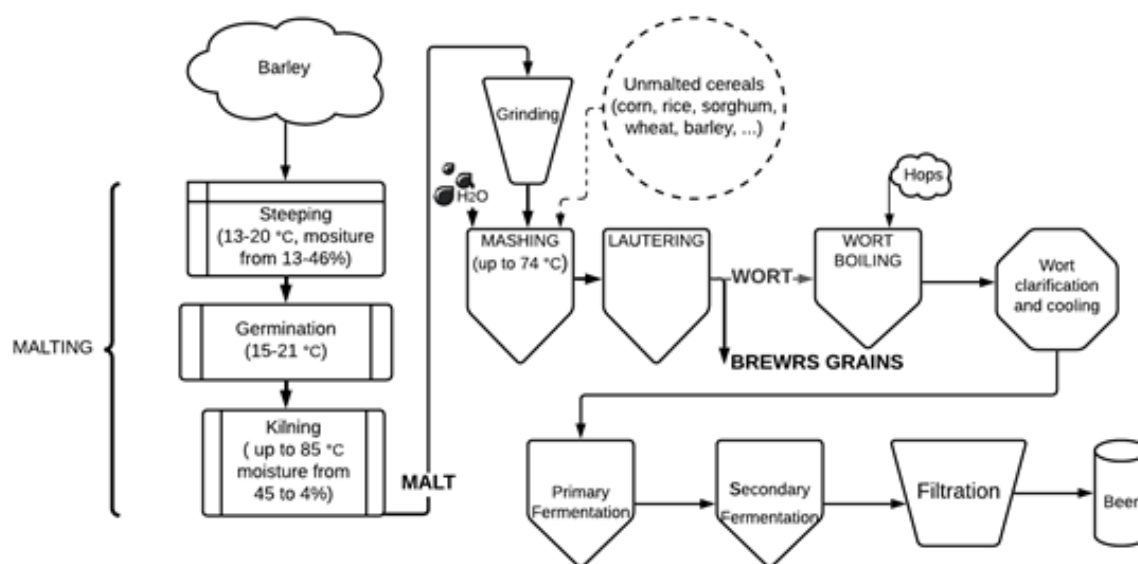 Barley
MALTING
Steeping
(13-20 °C, mositure
from 13-46%)
Germination
(15-21 °C)
Kilning
( up to 85 °C
moisture from
45 to 4%)
MALT
Grinding
Unmalted cereals
(corn, rice, sorghum,
wheat, barley, ...)
H2O
MASHING
(up to 74 °C)
LAUTERING
WORT
BREWRS GRAINS
Hops
WORT
BOILING
Wort
clarification
and cooling
Primary
Fermentation
Secondary
Fermentation
Filtration
Beer